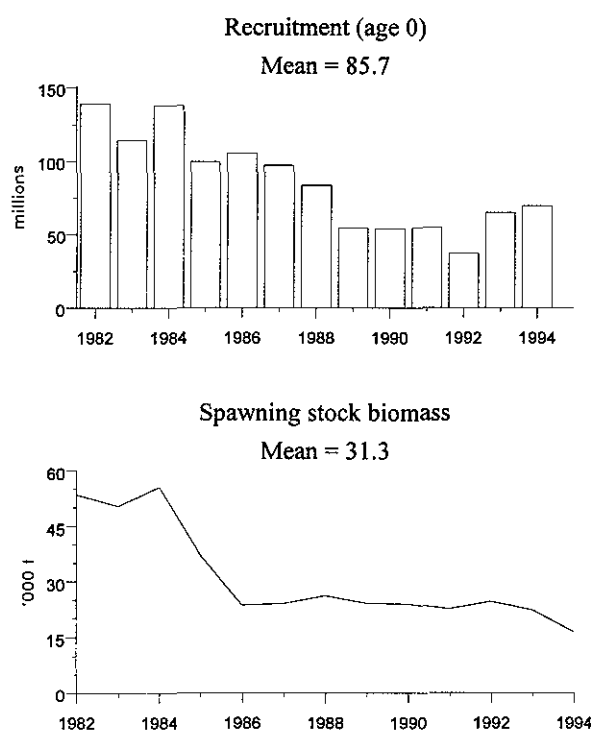 Recruitment (age 0)
Mean = 85.7
150
100
50
0
millions
1982 1984 1986 1988 1990 1992 1994
Spawning stock biomass
Mean = 31.3
60
45
30
15
0
'000 t
1982 1984 1986 1988 1990 1992 1994